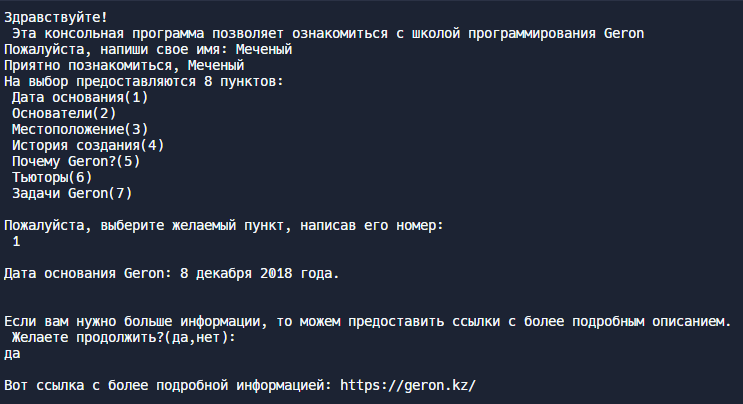 Здравствуйте!
Эта консольная программа позволяет ознакомиться с школой программирования Geron
Пожалуйста, напиши свое имя: Меченый
Приятно познакомиться, Меченый
На выбор предоставляются 8 пунктов:
Дата основания(1)
Основатели(2)
Местоположение(3)
История создания(4)
Почему Geron?(5)
Тьюторы(6)
Задачи Geron(7)
Пожалуйста, выберите желаемый пункт, написав его номер:
1
Дата основания Geron: 8 декабря 2018 года.
Если вам нужно больше информации, то можем предоставить ссылки с более подробным описанием.
Желаете продолжить?(да,нет):
да
Вот ссылка с более подробной информацией: https://geron.kz/